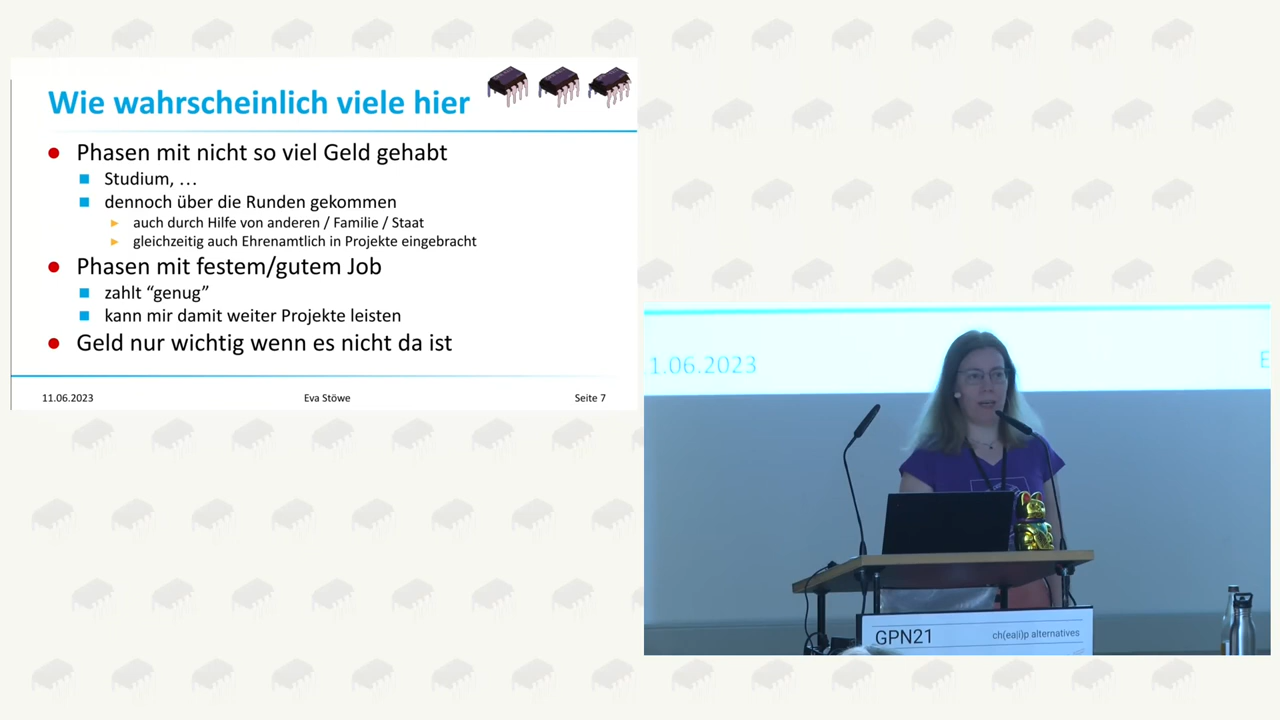 Wie wahrscheinlich viele hier
Phasen mit nicht so viel Geld gehabt
Studium, …
dennoch über die Runden gekommen
auch durch Hilfe von anderen / Familie / Staat
gleichzeitig auch Ehrenamtlich in Projekte eingebracht
Phasen mit festem/gutem Job
zahlt “genug”
kann mir damit weiter Projekte leisten
Geld nur wichtig wenn es nicht da ist
11.06.2023 Eva Stöwe Seite 7
1.06.2023 E
GPN21 ch(ea|i)p alternatives